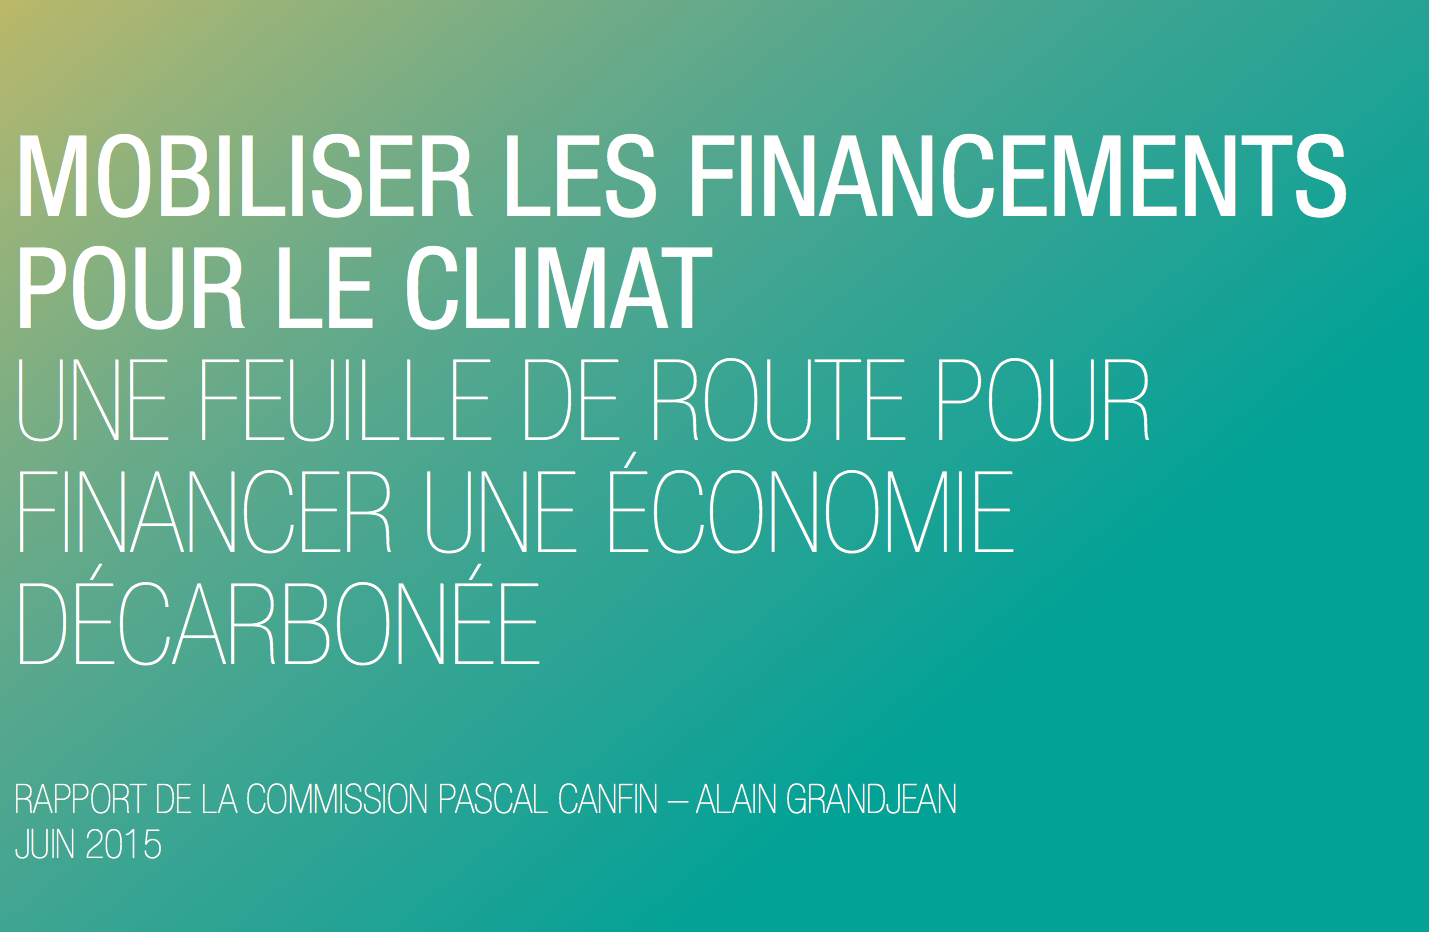 MOBILISER LES FINANCEMENTS
POUR LE CLIMAT
UNE FEUILLE DE ROUTE POUR
FINANCER UNE ÉCONOMIE
DÉCARBONÉE
RAPPORT DE LA COMMISSION PASCAL CANFIN – ALAIN GRANDJEAN
JUIN 2015